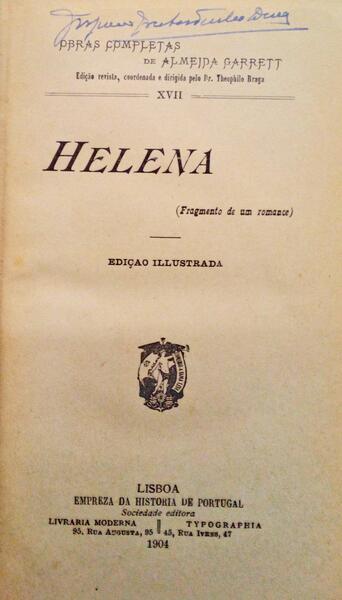 OBRAS COMPLETAS
DE ALMEIDA GARRETT
Edição revista, coordenada e dirigida pelo Dr. Theophilo Braga
XVII
HELENA
(Fragmento de um romance)
EDIÇAO ILLUSTRADA
LISBOA
EMPREZA DA HISTORIA DE PORTUGAL
Sociedade editora
LIVRARIA MODERNA || TYPOGRAPHIA
95, RUA AUGUSTA, 95 || 45, RUA IVENS, 47
1904